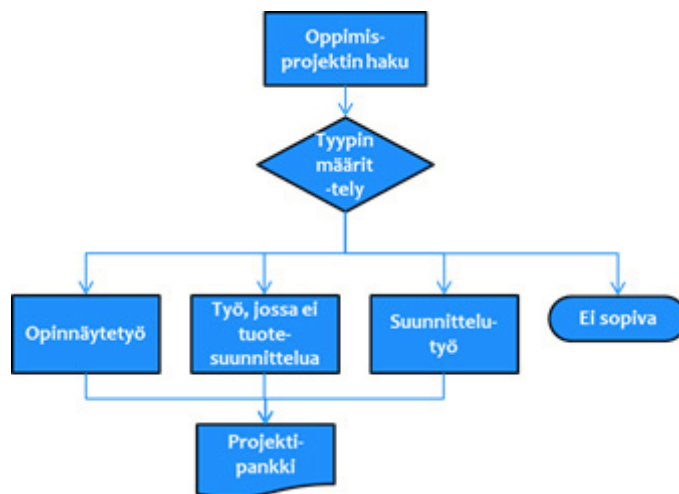 Oppimis-
projektin haku
Tyypin
määrit
-tely
Opinnäytetyö
Työ, jossa ei
tuote-
suunnittelua
Suunnittelu-
työ
Ei sopiva
Projekti-
pankki